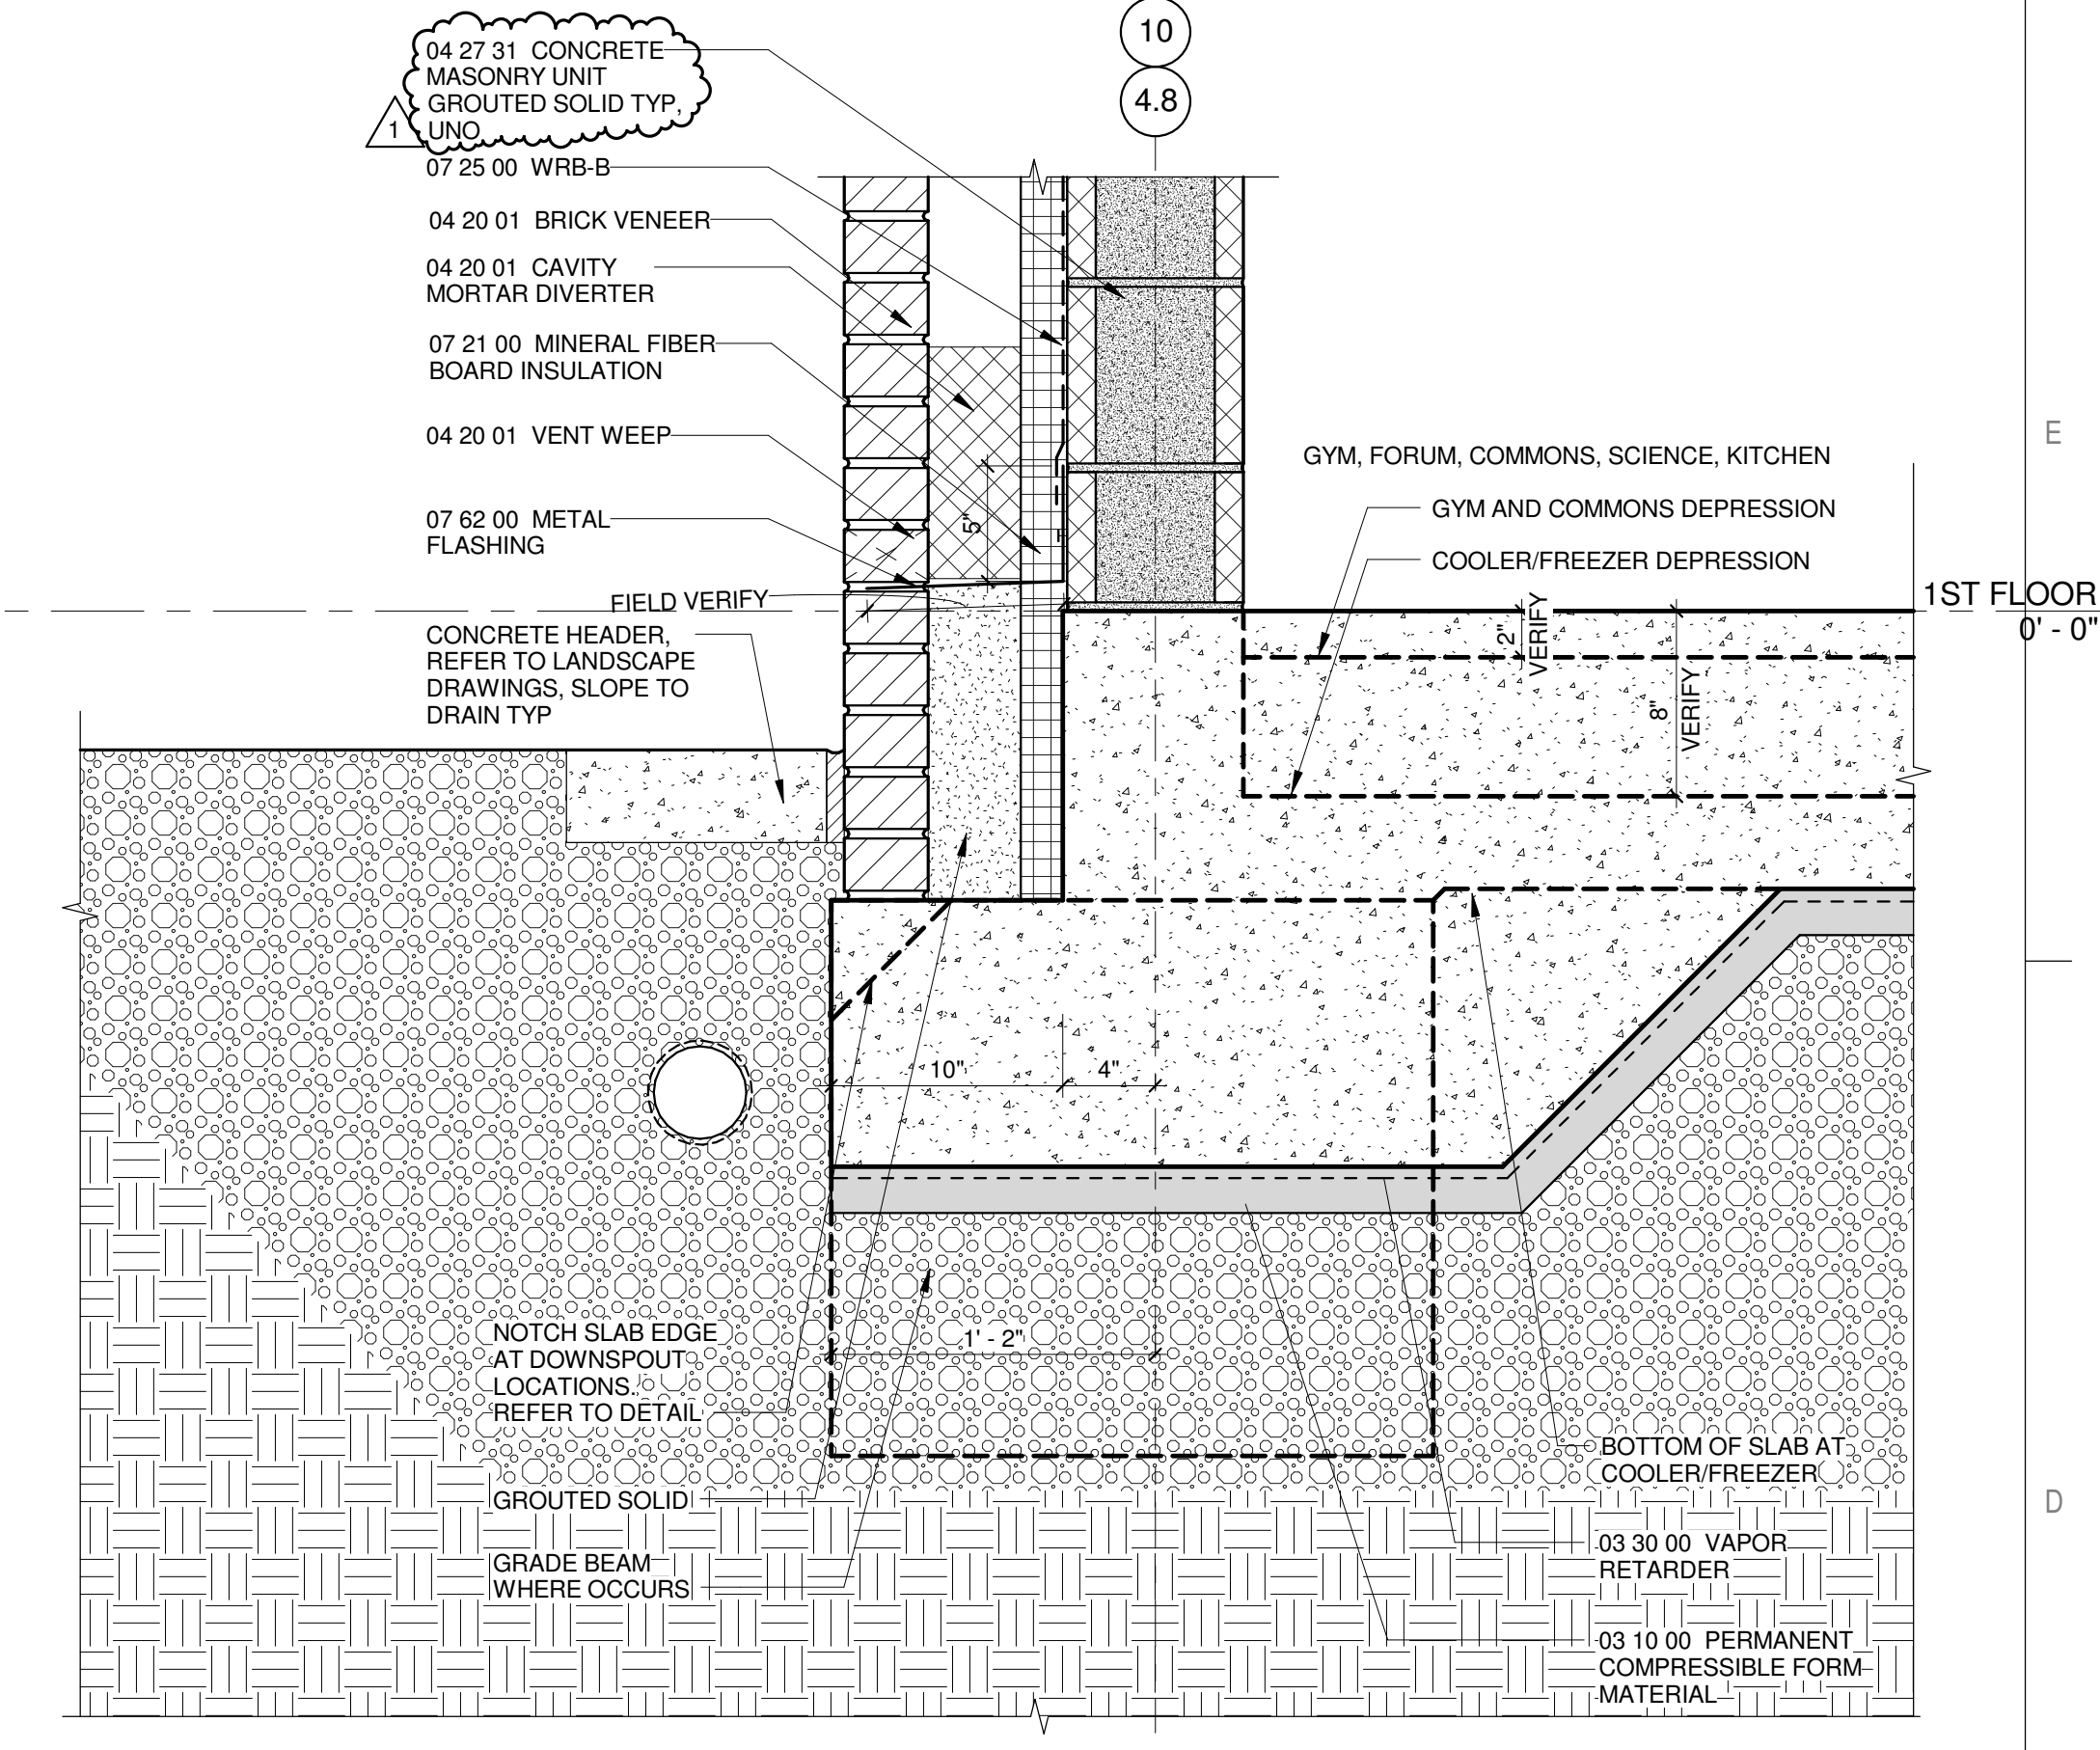 10
4.8
04 27 31 CONCRETE
MASONRY UNIT
GROUTED SOLID TYP,
UNO
1
07 25 00 WRB-B
04 20 01 BRICK VENEER
04 20 01 CAVITY
MORTAR DIVERTER
07 21 00 MINERAL FIBER
BOARD INSULATION
04 20 01 VENT WEEP
07 62 00 METAL
FLASHING
FIELD VERIFY
CONCRETE HEADER,
REFER TO LANDSCAPE
DRAWINGS, SLOPE TO
DRAIN TYP
5"
GYM, FORUM, COMMONS, SCIENCE, KITCHEN
GYM AND COMMONS DEPRESSION
COOLER/FREEZER DEPRESSION
E
1ST FLOOR
0' - 0"
2"
VERIFY
8"
VERIFY
10"
4"
1' - 2"
NOTCH SLAB EDGE
AT DOWNSPOUT
LOCATIONS.
REFER TO DETAIL
GROUTED SOLID
GRADE BEAM
WHERE OCCURS
BOTTOM OF SLAB AT
COOLER/FREEZER
D
03 30 00 VAPOR
RETARDER
03 10 00 PERMANENT
COMPRESSIBLE FORM
MATERIAL